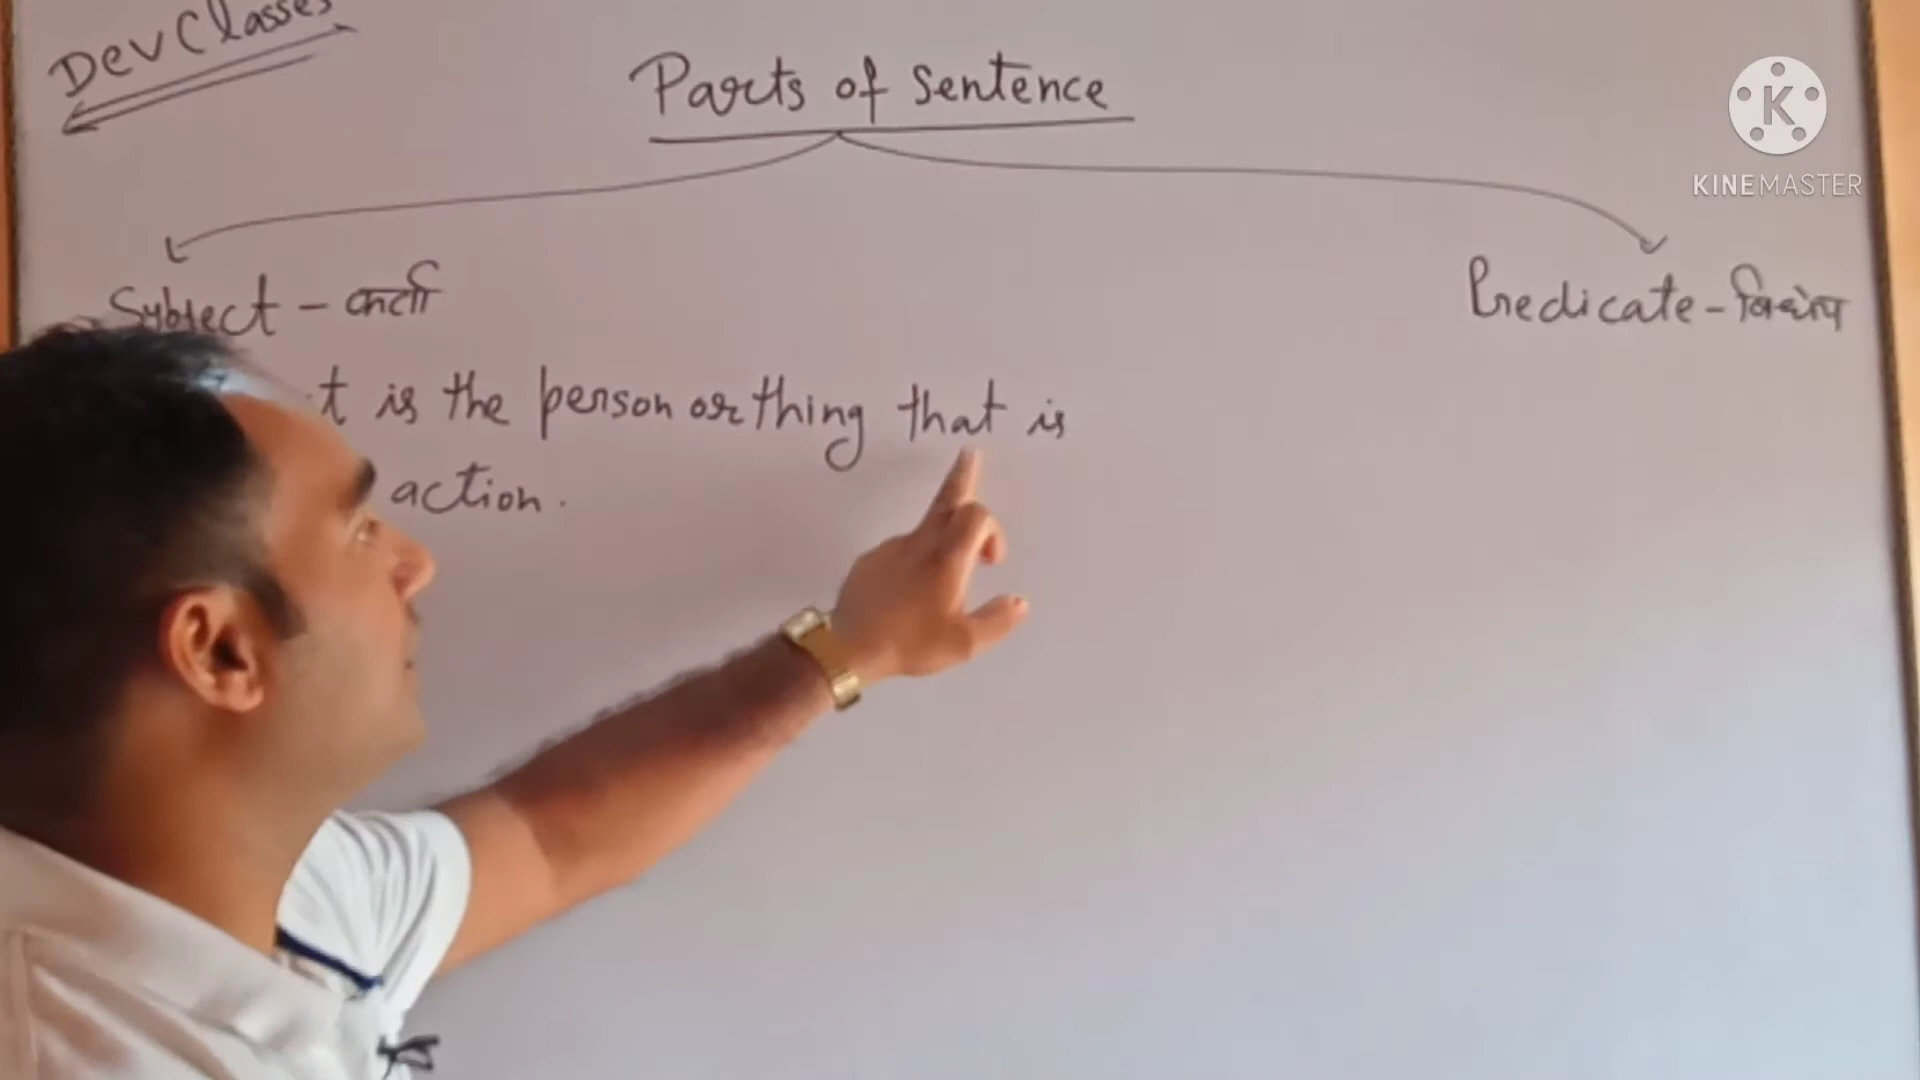 Dev Classes
Parts of Sentence
KINEMASTER
Subject - कर्ता
Predicate - विधेय
is the person or thing that is
action.